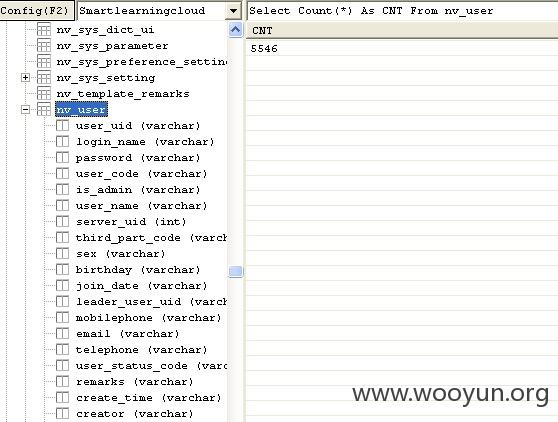 Config(F2) Smartlearningcloud Select Count(*) As CNT From nv_user
nv_sys_dict_ui
nv_sys_parameter
nv_sys_preference_setting
nv_sys_setting
nv_template_remarks
nv_user
user_uid (varchar)
login_name (varchar)
password (varchar)
user_code (varchar)
is_admin (varchar)
user_name (varchar)
server_uid (int)
third_part_code (varch
sex (varchar)
birthday (varchar)
join_date (varchar)
leader_user_uid (varch
mobilephone (varchar)
email (varchar)
telephone (varchar)
user_status_code (varc
remarks (varchar)
create_time (varchar)
creator (varchar)
CNT
5546
www.wooyun.org